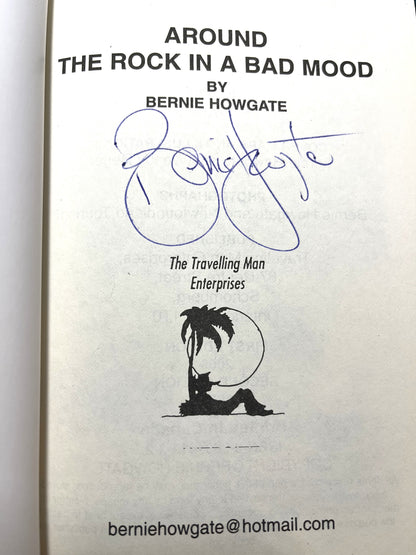 AROUND
THE ROCK IN A BAD MOOD
BY
BERNIE HOWGATE
Bernie Howgate
The Travelling Man
Enterprises
berniehowgate@hotmail.com